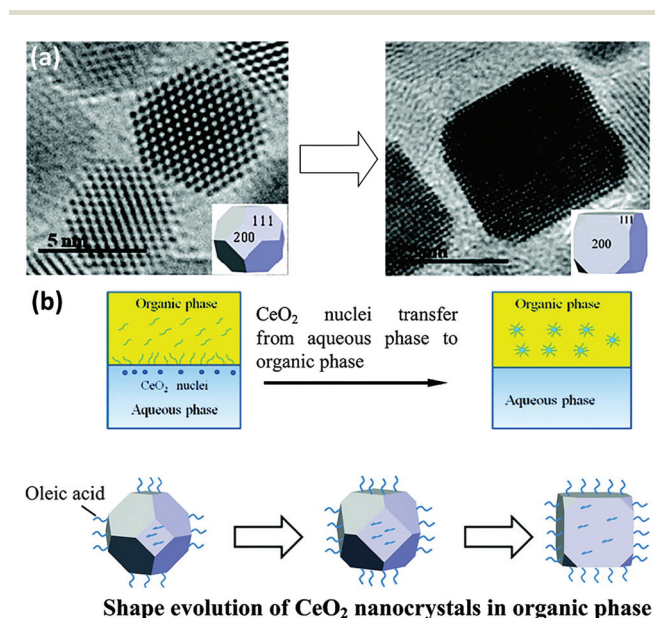 (a)
111
200
5 nm
111
200
(b)
Organic phase
CeO₂ nuclei
Aqueous phase
CeO₂ nuclei transfer
from aqueous phase to
organic phase
Organic phase
Aqueous phase
Oleic acid
Shape evolution of CeO₂ nanocrystals in organic phase